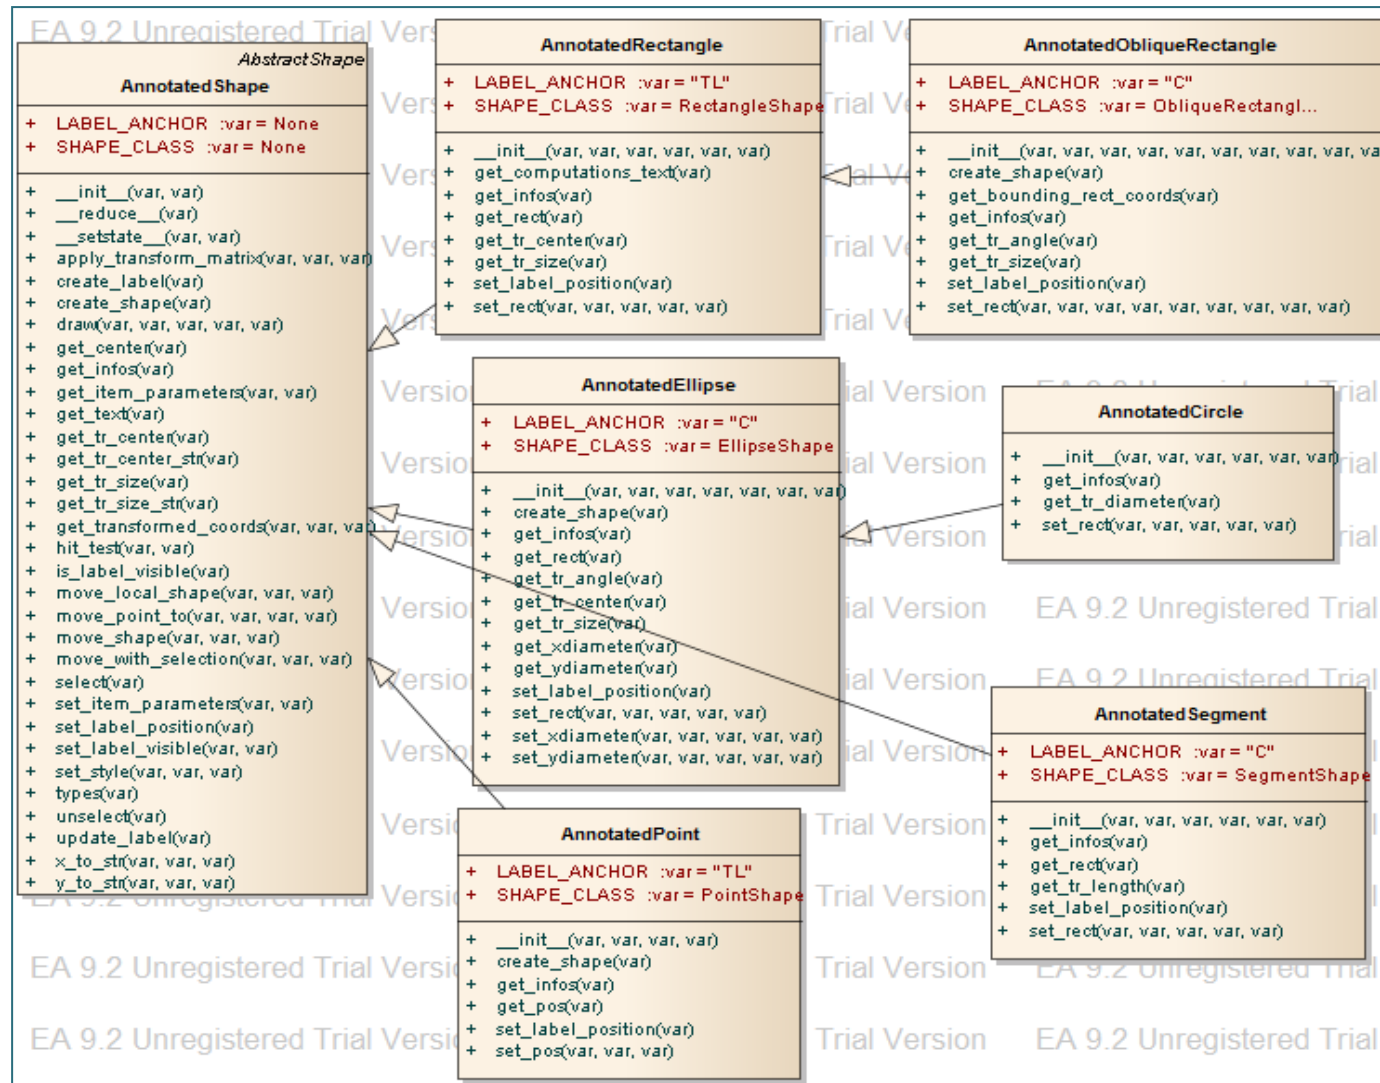 EA 9.2 Unregistered Trial Version
AbstractShape
AnnotatedShape
+ LABEL_ANCHOR :var = None
+ SHAPE_CLASS :var = None
+ __init__(var, var)
+ __reduce__(var)
+ __setstate__(var, var)
+ apply_transform_matrix(var, var, var)
+ create_label(var)
+ create_shape(var)
+ draw(var, var, var, var, var)
+ get_center(var)
+ get_infos(var)
+ get_item_parameters(var, var)
+ get_text(var)
+ get_tr_center(var)
+ get_tr_center_str(var)
+ get_tr_size(var)
+ get_tr_size_str(var)
+ get_transformed_coords(var, var, var)
+ hit_test(var, var)
+ is_label_visible(var)
+ move_local_shape(var, var, var)
+ move_point_to(var, var, var, var)
+ move_shape(var, var, var)
+ move_with_selection(var, var, var)
+ select(var)
+ set_item_parameters(var, var)
+ set_label_position(var)
+ set_label_visible(var, var)
+ set_style(var, var, var)
+ types(var)
+ unselect(var)
+ update_label(var)
+ x_to_str(var, var, var)
+ y_to_str(var, var, var)
AnnotatedRectangle
+ LABEL_ANCHOR :var = "TL"
+ SHAPE_CLASS :var = RectangleShape
+ __init__(var, var, var, var, var, var)
+ get_computations_text(var)
+ get_infos(var)
+ get_rect(var)
+ get_tr_center(var)
+ get_tr_size(var)
+ set_label_position(var)
+ set_rect(var, var, var, var, var)
AnnotatedObliqueRectangle
+ LABEL_ANCHOR :var = "C"
+ SHAPE_CLASS :var = ObliqueRectangl...
+ __init__(var, var, var, var, var, var, var, var, var, va
+ create_shape(var)
+ get_bounding_rect_coords(var)
+ get_infos(var)
+ get_tr_angle(var)
+ get_tr_size(var)
+ set_label_position(var)
+ set_rect(var, var, var, var, var, var, var, var, var)
AnnotatedEllipse
+ LABEL_ANCHOR :var = "C"
+ SHAPE_CLASS :var = EllipseShape
+ __init__(var, var, var, var, var, var, var)
+ create_shape(var)
+ get_infos(var)
+ get_rect(var)
+ get_tr_angle(var)
+ get_tr_center(var)
+ get_tr_size(var)
+ get_xdiameter(var)
+ get_ydiameter(var)
+ set_label_position(var)
+ set_rect(var, var, var, var, var)
+ set_xdiameter(var, var, var, var, var)
+ set_ydiameter(var, var, var, var, var)
AnnotatedCircle
+ __init__(var, var, var, var, var, var)
+ get_infos(var)
+ get_tr_diameter(var)
+ set_rect(var, var, var, var, var)
AnnotatedSegment
+ LABEL_ANCHOR :var = "C"
+ SHAPE_CLASS :var = SegmentShape
+ __init__(var, var, var, var, var, var)
+ get_infos(var)
+ get_rect(var)
+ get_tr_length(var)
+ set_label_position(var)
+ set_rect(var, var, var, var, var)
AnnotatedPoint
+ LABEL_ANCHOR :var = "TL"
+ SHAPE_CLASS :var = PointShape
+ __init__(var, var, var, var)
+ create_shape(var)
+ get_infos(var)
+ get_pos(var)
+ set_label_position(var)
+ set_pos(var, var, var)